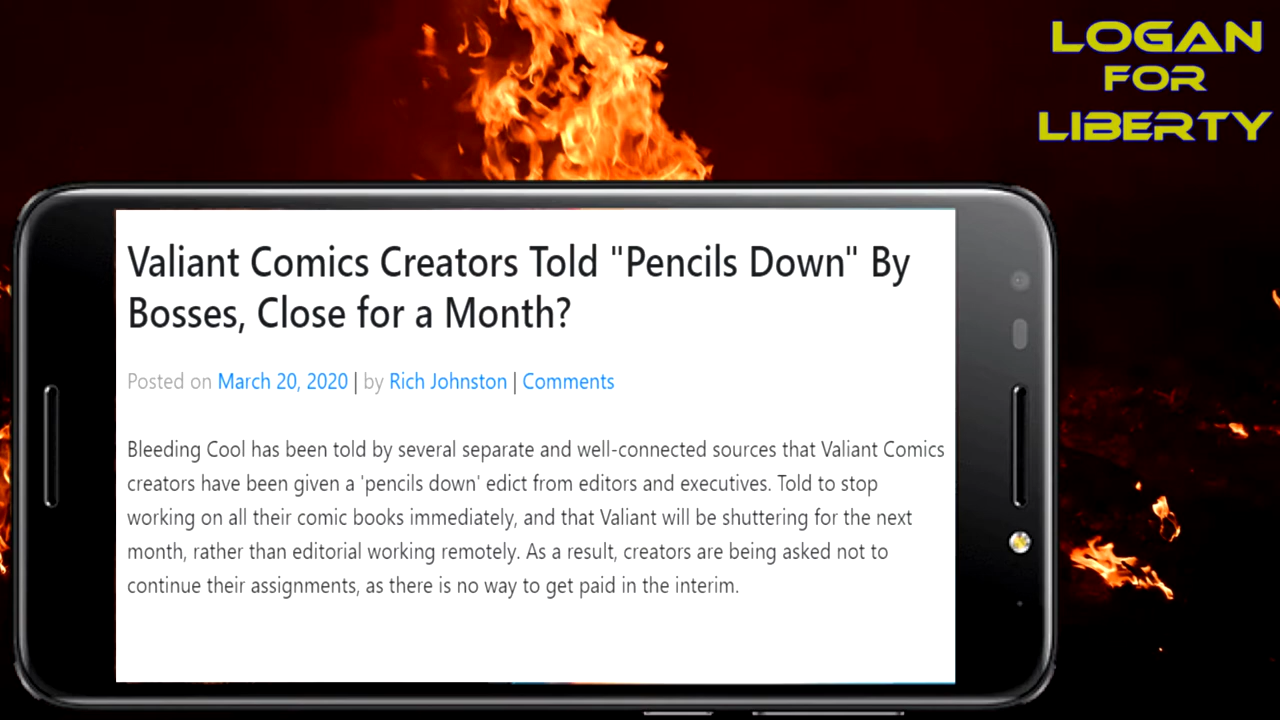 LOGAN
FOR
LIBERTY
Valiant Comics Creators Told "Pencils Down" By
Bosses, Close for a Month?
Posted on March 20, 2020 | by Rich Johnston | Comments
Bleeding Cool has been told by several separate and well-connected sources that Valiant Comics
creators have been given a 'pencils down' edict from editors and executives. Told to stop
working on all their comic books immediately, and that Valiant will be shuttering for the next
month, rather than editorial working remotely. As a result, creators are being asked not to
continue their assignments, as there is no way to get paid in the interim.